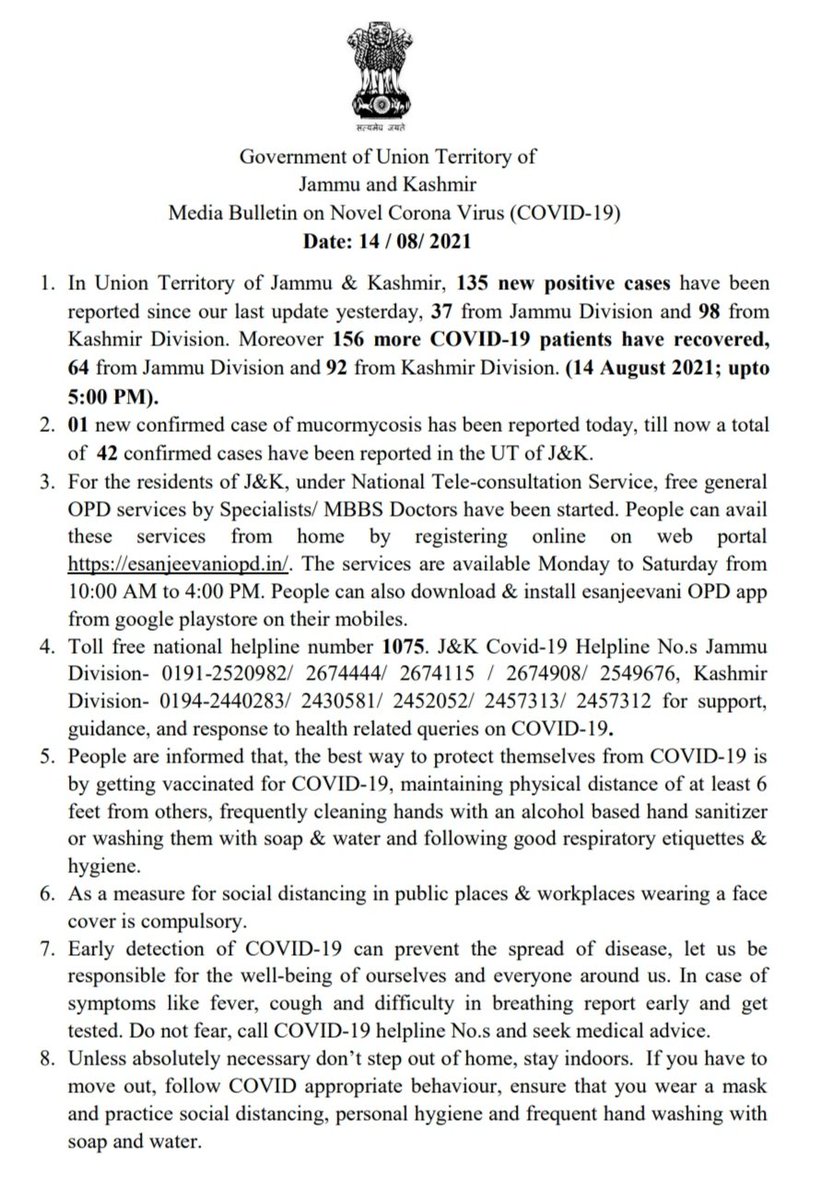 सत्यमेव जयते
Government of Union Territory of
Jammu and Kashmir
Media Bulletin on Novel Corona Virus (COVID-19)
Date: 14 / 08/ 2021
1. In Union Territory of Jammu & Kashmir, 135 new positive cases have been
reported since our last update yesterday, 37 from Jammu Division and 98 from
Kashmir Division. Moreover 156 more COVID-19 patients have recovered,
64 from Jammu Division and 92 from Kashmir Division. (14 August 2021; upto
5:00 PM).
2. 01 new confirmed case of mucormycosis has been reported today, till now a total
of 42 confirmed cases have been reported in the UT of J&K.
3. For the residents of J&K, under National Tele-consultation Service, free general
OPD services by Specialists/ MBBS Doctors have been started. People can avail
these services from home by registering online on web portal
https://esanjeevaniopd.in/. The services are available Monday to Saturday from
10:00 AM to 4:00 PM. People can also download & install esanjeevani OPD app
from google playstore on their mobiles.
4. Toll free national helpline number 1075. J&K Covid-19 Helpline No.s Jammu
Division- 0191-2520982/ 2674444/ 2674115 / 2674908/ 2549676, Kashmir
Division- 0194-2440283/ 2430581/ 2452052/ 2457313/ 2457312 for support,
guidance, and response to health related queries on COVID-19.
5. People are informed that, the best way to protect themselves from COVID-19 is
by getting vaccinated for COVID-19, maintaining physical distance of at least 6
feet from others, frequently cleaning hands with an alcohol based hand sanitizer
or washing them with soap & water and following good respiratory etiquettes &
hygiene.
6. As a measure for social distancing in public places & workplaces wearing a face
cover is compulsory.
7. Early detection of COVID-19 can prevent the spread of disease, let us be
responsible for the well-being of ourselves and everyone around us. In case of
symptoms like fever, cough and difficulty in breathing report early and get
tested. Do not fear, call COVID-19 helpline No.s and seek medical advice.
8. Unless absolutely necessary don’t step out of home, stay indoors. If you have to
move out, follow COVID appropriate behaviour, ensure that you wear a mask
and practice social distancing, personal hygiene and frequent hand washing with
soap and water.